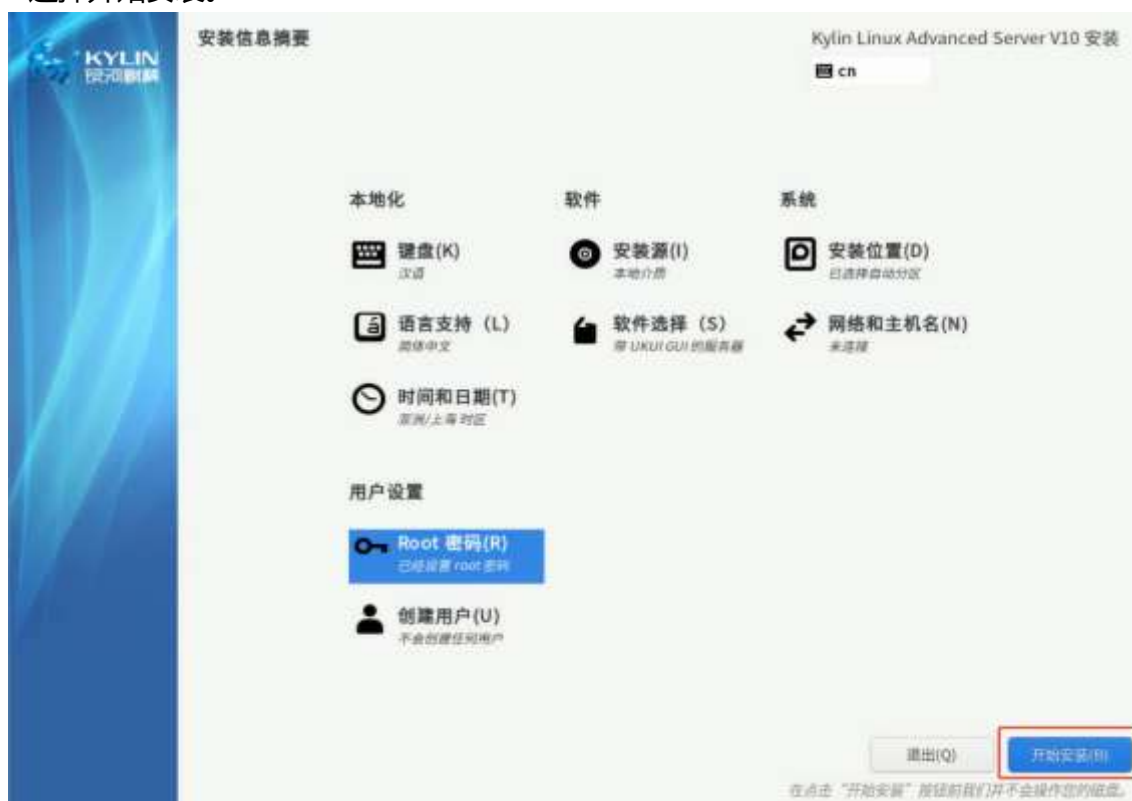 选择开始安装。
KYLIN
银河麒麟
安装信息摘要
Kylin Linux Advanced Server V10 安装
cn
本地化
软件
系统
键盘(K)
汉语
安装源(I)
本地介质
安装位置(D)
已选择自动分区
语言支持（L）
简体中文
软件选择（S）
带 UKUI GUI 的服务器
网络和主机名(N)
未连接
时间和日期(T)
亚洲/上海 时区
用户设置
Root 密码(R)
已经设置 root 密码
创建用户(U)
不会创建任何用户
退出(Q)
开始安装(B)
在点击“开始安装”按钮前我们并不会操作您的磁盘。